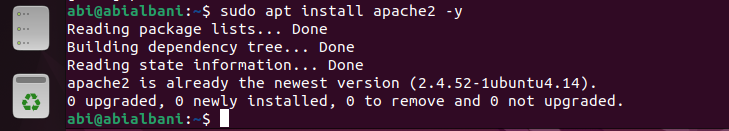 abi@abialbani:~$ sudo apt install apache2 -y
Reading package lists... Done
Building dependency tree... Done
Reading state information... Done
apache2 is already the newest version (2.4.52-1ubuntu4.14).
0 upgraded, 0 newly installed, 0 to remove and 0 not upgraded.
abi@abialbani:~$